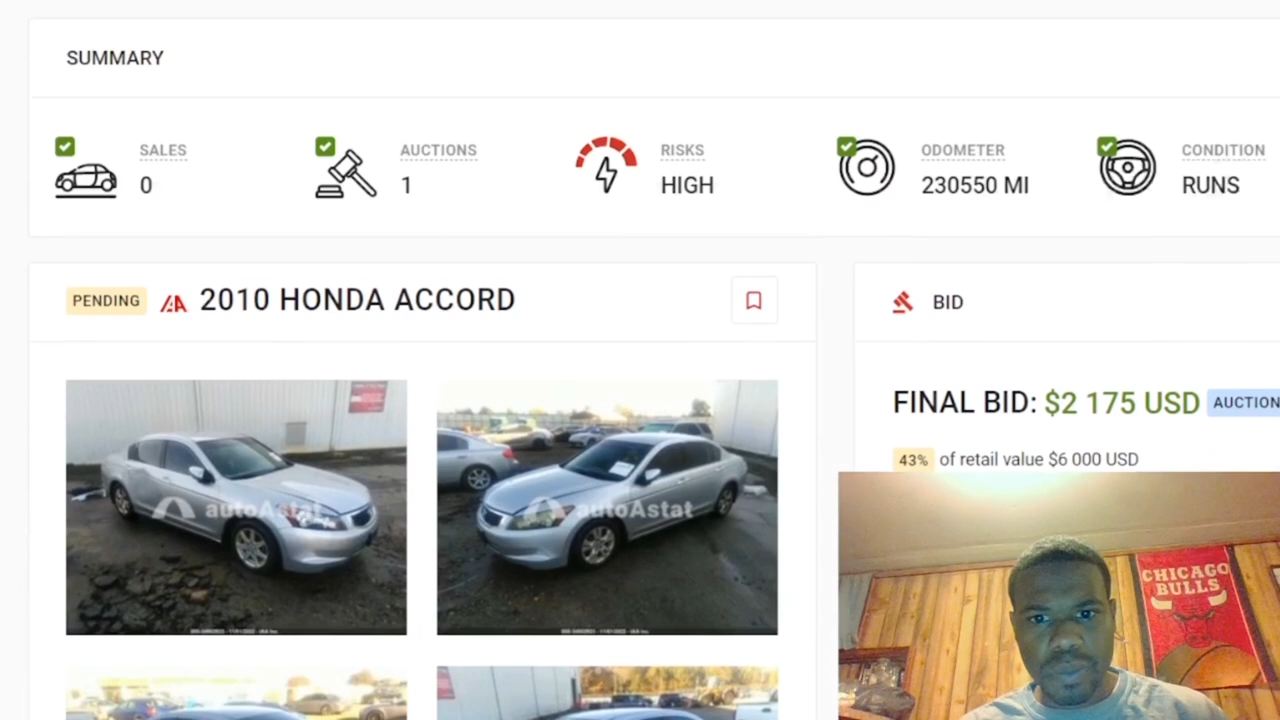 SUMMARY
SALES
0
AUCTIONS
1
RISKS
HIGH
ODOMETER
230550 MI
CONDITION
RUNS
PENDING
2010 HONDA ACCORD
BID
FINAL BID: $2 175 USD
AUCTION
43% of retail value $6 000 USD
autoAstat
autoAstat
CHICAGO
BULLS